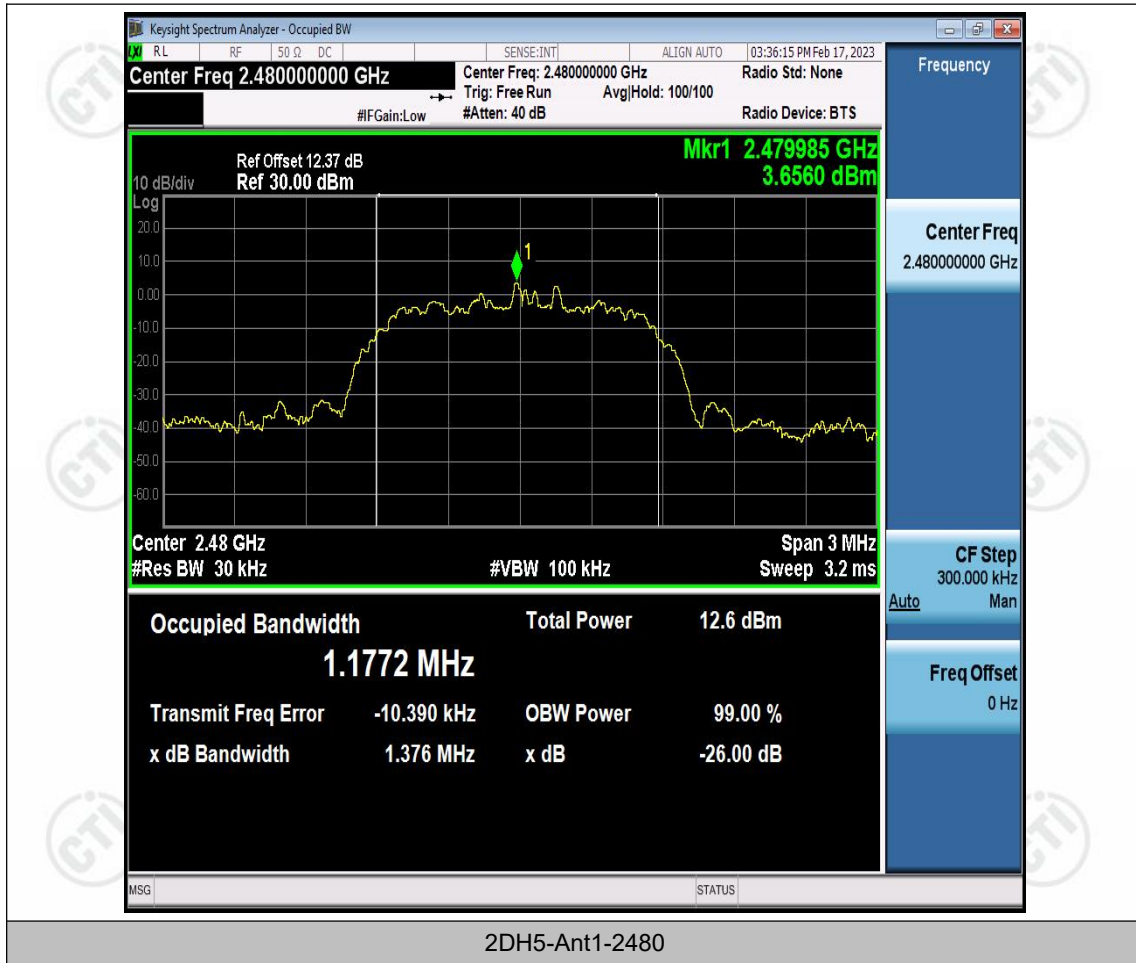 Keysight Spectrum Analyzer - Occupied BW
LXI RL RF 50 Ω DC SENSE:INT ALIGN AUTO 03:36:15 PM Feb 17, 2023
Center Freq 2.480000000 GHz Center Freq: 2.480000000 GHz Radio Std: None
Trig: Free Run Avg|Hold: 100/100
#IFGain:Low #Atten: 40 dB Radio Device: BTS
Frequency
Mkr1 2.479985 GHz
3.6560 dBm
Ref Offset 12.37 dB
10 dB/div Ref 30.00 dBm
Log
20.0
10.0
0.00
-10.0
-20.0
-30.0
-40.0
-50.0
-60.0
1
Center 2.48 GHz Span 3 MHz
#Res BW 30 kHz #VBW 100 kHz Sweep 3.2 ms
Center Freq
2.480000000 GHz
CF Step
300.000 kHz
Auto Man
Freq Offset
0 Hz
Occupied Bandwidth Total Power 12.6 dBm
1.1772 MHz
Transmit Freq Error -10.390 kHz OBW Power 99.00 %
x dB Bandwidth 1.376 MHz x dB -26.00 dB
MSG STATUS
2DH5-Ant1-2480
CTI
CTI
CTI
CTI
CTI
CTI